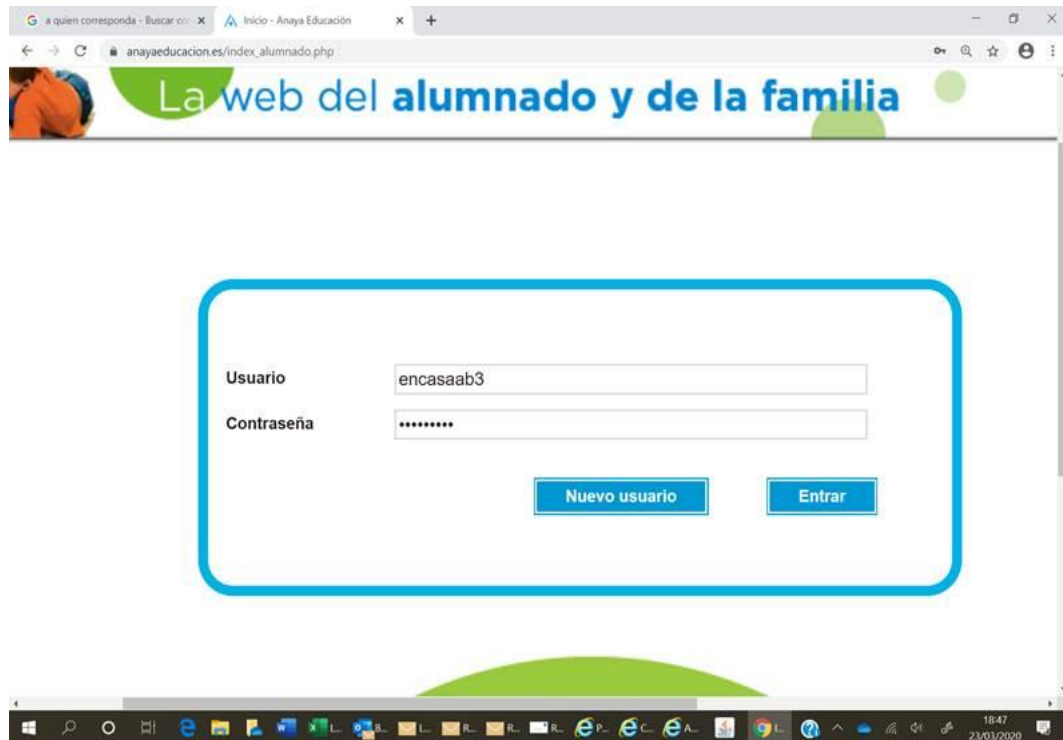 a quien corresponda - Buscar co
Inicio - Anaya Educación
anayaeducacion.es/index_alumnado.php
La web del alumnado y de la familia
Usuario
encasaab3
Contraseña
•••••••••
Nuevo usuario
Entrar
L... B... L... R... R... R... P... C... A... L...
18:47
23/03/2020